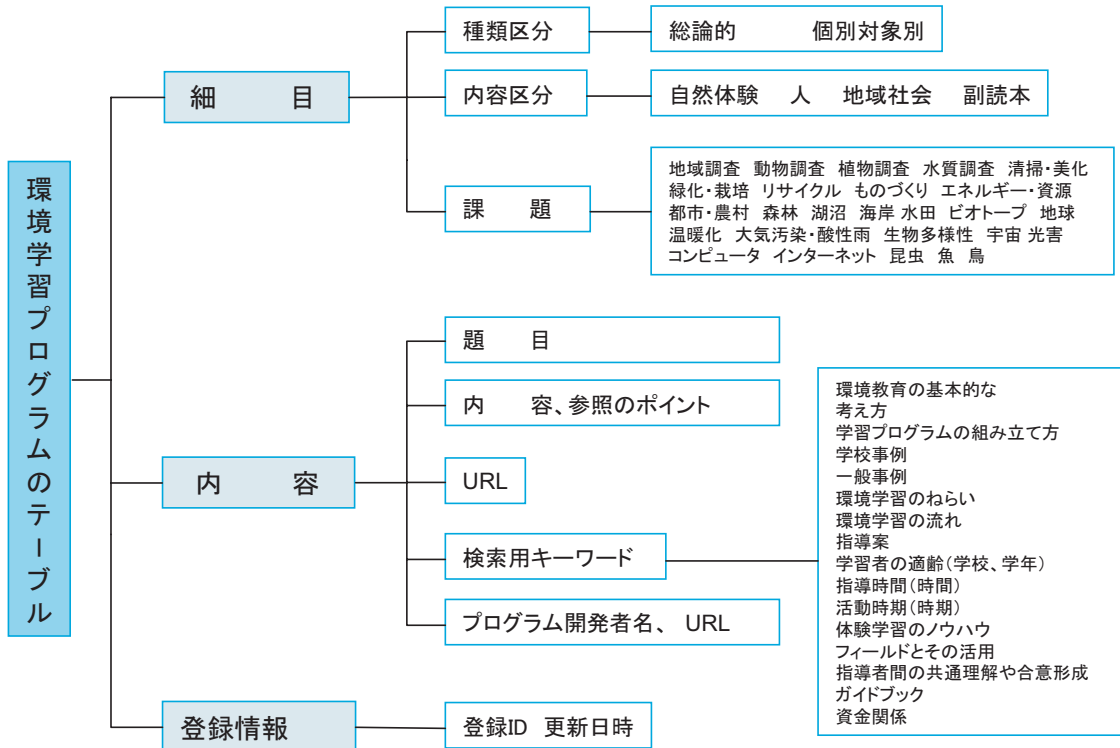 環境学習プログラムのテーブル
細　　目
種類区分
総論的　　個別対象別
内容区分
自然体験　人　地域社会　副読本
課　題
地域調査　動物調査　植物調査　水質調査　清掃・美化
緑化・栽培　リサイクル　ものづくり　エネルギー・資源
都市・農村　森林　湖沼　海岸 水田　ビオトープ　地球
温暖化　大気汚染・酸性雨　生物多様性　宇宙 光害
コンピュータ　インターネット　昆虫　魚　鳥
内　　容
題　　目
内　　容、参照のポイント
URL
検索用キーワード
環境教育の基本的な
考え方
学習プログラムの組み立て方
学校事例
一般事例
環境学習のねらい
環境学習の流れ
指導案
学習者の適齢（学校、学年）
指導時間（時間）
活動時期（時期）
体験学習のノウハウ
フィールドとその活用
指導者間の共通理解や合意形成
ガイドブック
資金関係
プログラム開発者名、 URL
登録情報
登録ID　更新日時